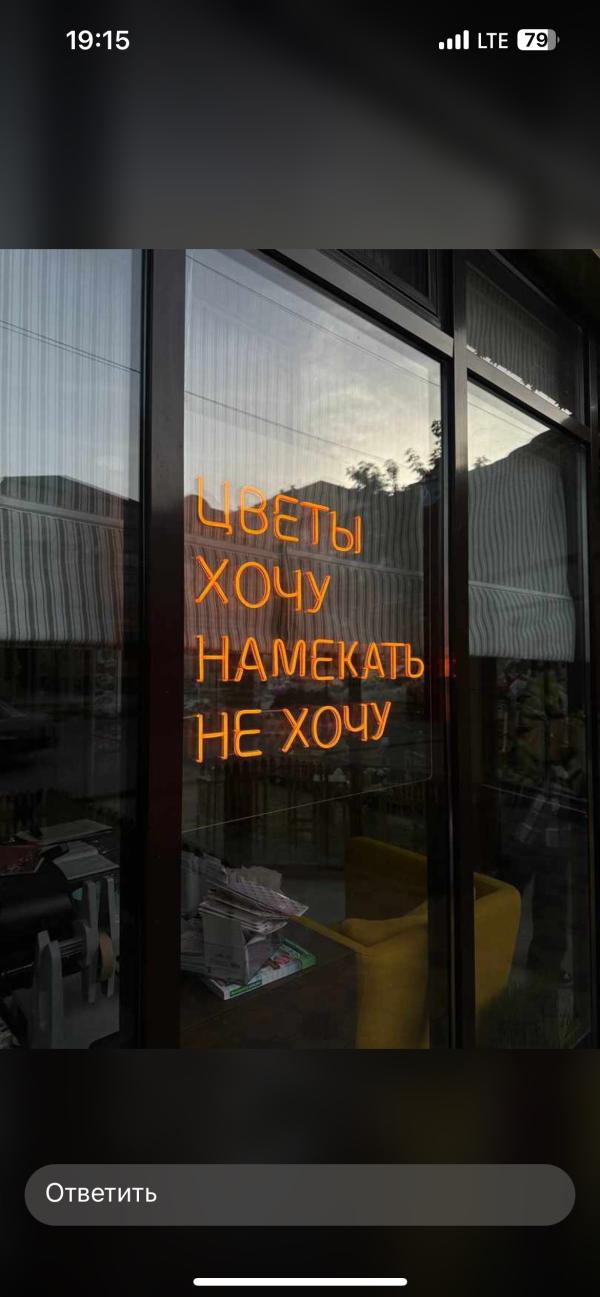 19:15
LTE 79
ЦВЕТЫ
ХОЧУ
НАМЕКАТЬ
НЕ ХОЧУ
Ответить